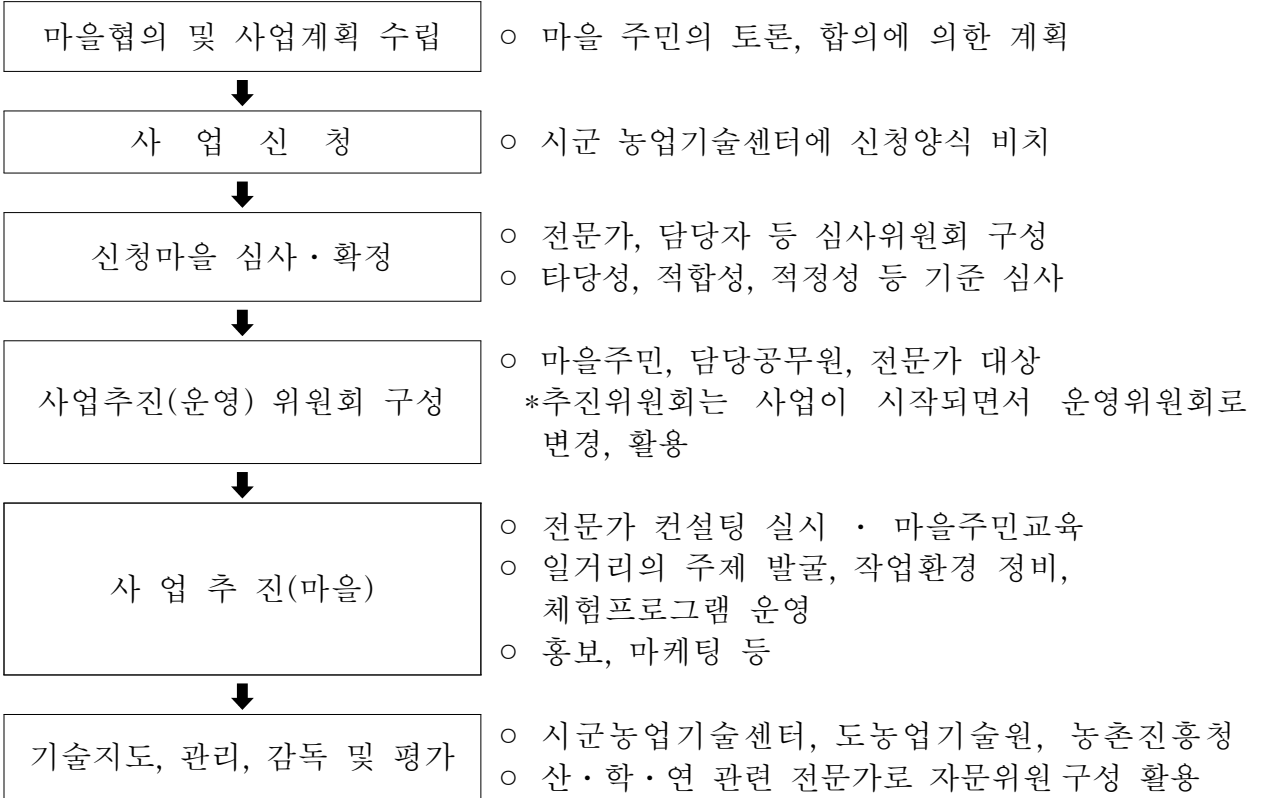 마을협의 및 사업계획 수립
○ 마을 주민의 토론, 합의에 의한 계획
사 업 신 청
○ 시군 농업기술센터에 신청양식 비치
신청마을 심사・확정
○ 전문가, 담당자 등 심사위원회 구성
○ 타당성, 적합성, 적정성 등 기준 심사
사업추진(운영) 위원회 구성
○ 마을주민, 담당공무원, 전문가 대상
*추진위원회는 사업이 시작되면서 운영위원회로
변경, 활용
사 업 추 진(마을)
○ 전문가 컨설팅 실시 ・ 마을주민교육
○ 일거리의 주제 발굴, 작업환경 정비,
체험프로그램 운영
○ 홍보, 마케팅 등
기술지도, 관리, 감독 및 평가
○ 시군농업기술센터, 도농업기술원, 농촌진흥청
○ 산・학・연 관련 전문가로 자문위원 구성 활용